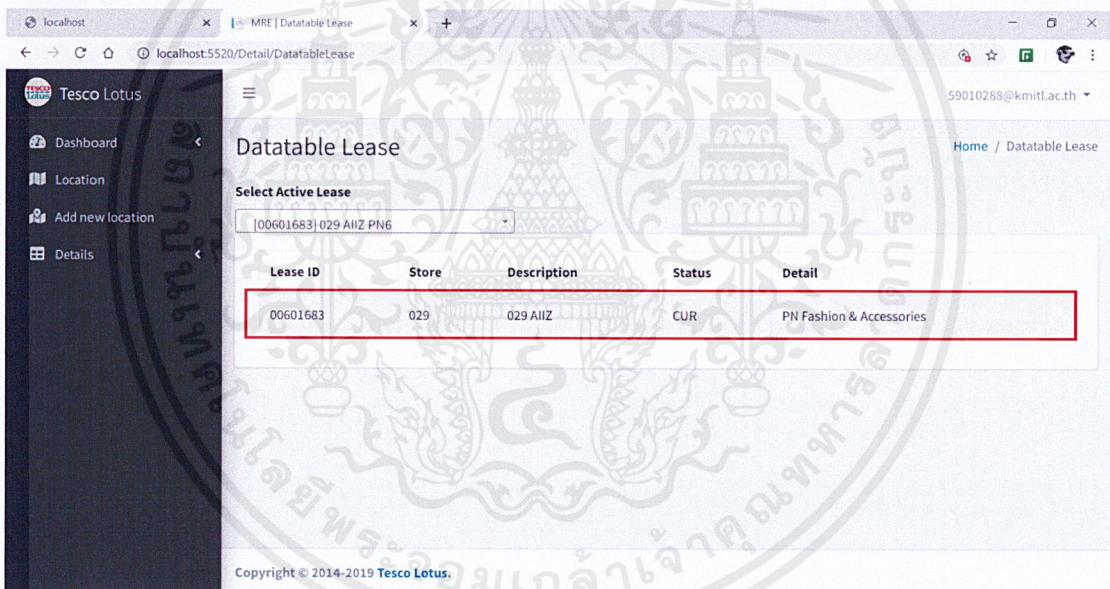 localhost
MRE | Datatable Lease
localhost:5520/Detail/DatatableLease
TESCO Lotus
Tesco Lotus
59010288@kmitl.ac.th
Dashboard
Location
Add new location
Details
Datatable Lease
Home / Datatable Lease
Select Active Lease
[00601683] 029 AIIZ PN6
Lease ID Store Description Status Detail
00601683 029 029 AIIZ CUR PN Fashion & Accessories
Copyright © 2014-2019 Tesco Lotus.